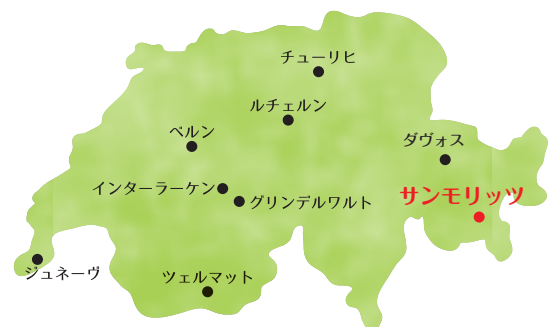 チューリヒ
ルチェルン
ベルン
ダヴォス
インターラーケン
サンモリッツ
グリンデルワルト
ジュネーヴ
ツェルマット